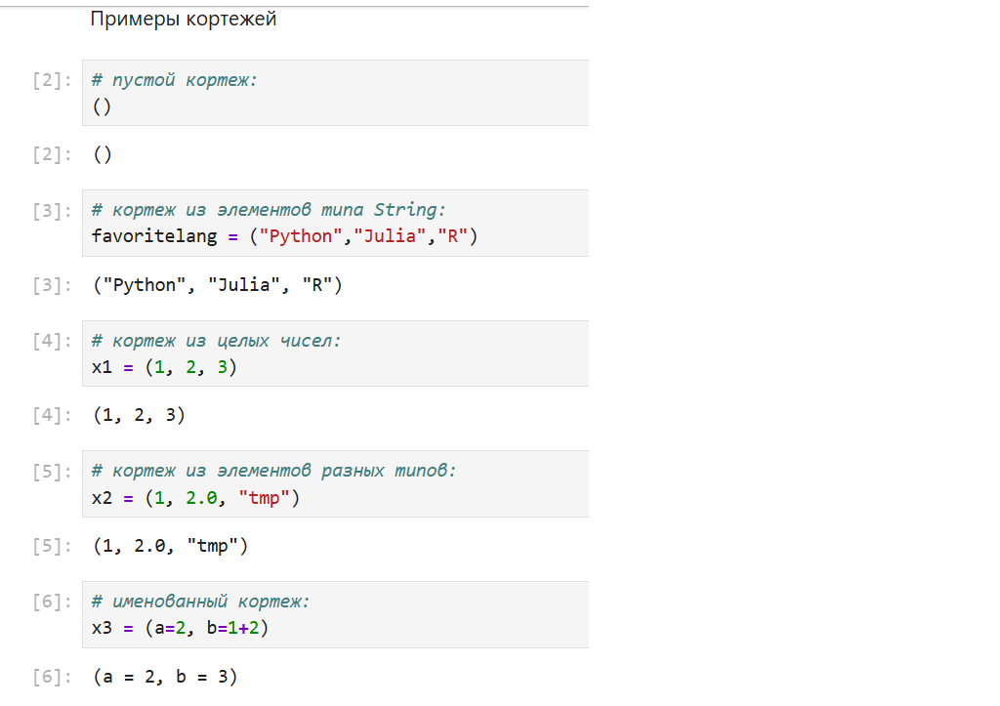 Примеры кортежей
[2]: # пустой кортеж:
()
[2]: ()
[3]: # кортеж из элементов типа String:
favoritelang = ("Python","Julia","R")
[3]: ("Python", "Julia", "R")
[4]: # кортеж из целых чисел:
x1 = (1, 2, 3)
[4]: (1, 2, 3)
[5]: # кортеж из элементов разных типов:
x2 = (1, 2.0, "tmp")
[5]: (1, 2.0, "tmp")
[6]: # именованный кортеж:
x3 = (a=2, b=1+2)
[6]: (a = 2, b = 3)